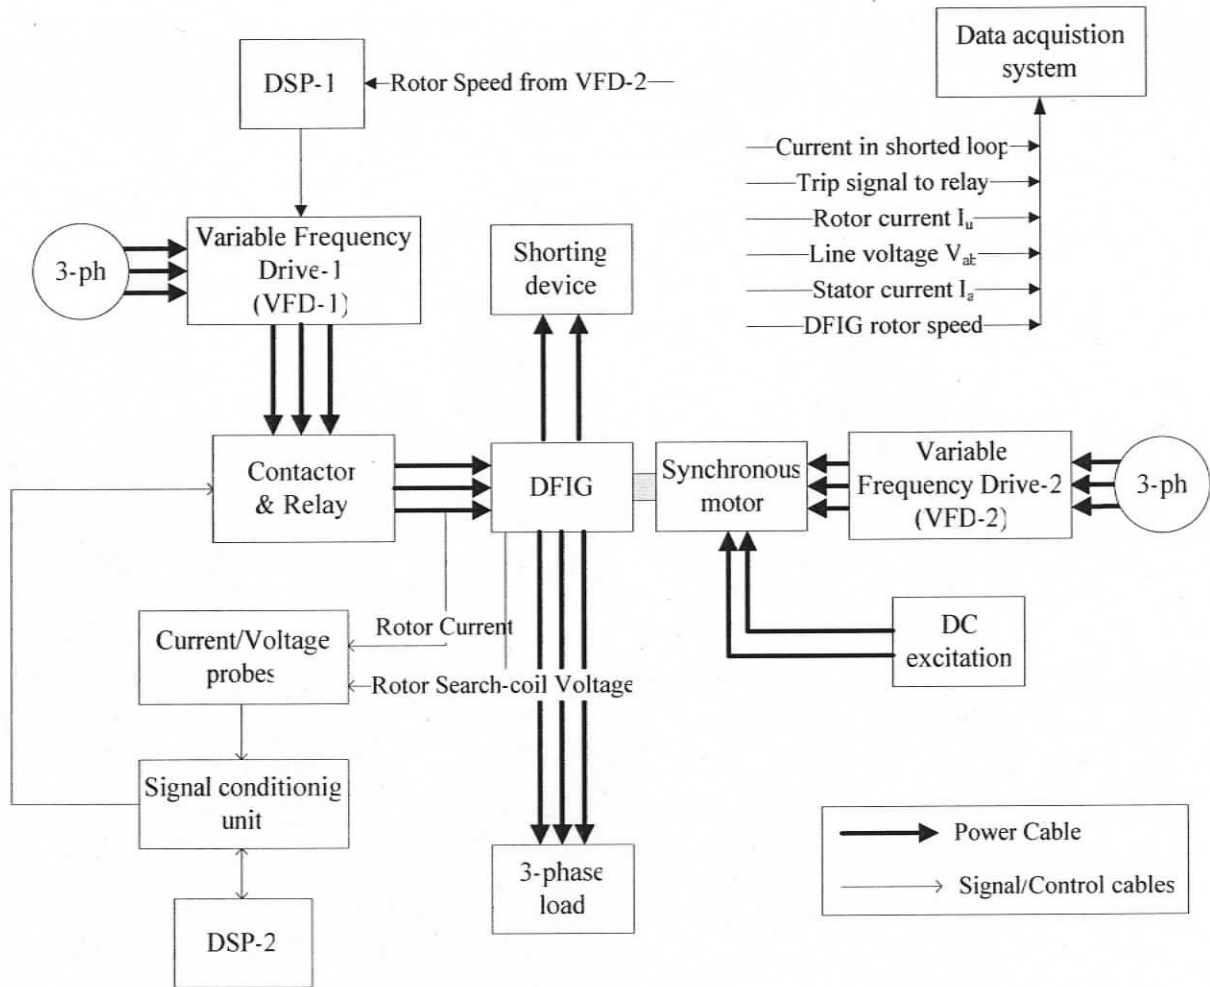 Data acquistion
system
DSP-1
Rotor Speed from VFD-2
Current in shorted loop
Trip signal to relay
Rotor current Iu
Line voltage Vab
Stator current Ia
DFIG rotor speed
3-ph
Variable Frequency
Drive-1
(VFD-1)
Shorting
device
Contactor
& Relay
DFIG
Synchronous
motor
Variable
Frequency Drive-2
(VFD-2)
3-ph
Current/Voltage
probes
Rotor Current
Rotor Search-coil Voltage
DC
excitation
Signal conditionig
unit
3-phase
load
DSP-2
Power Cable
Signal/Control cables